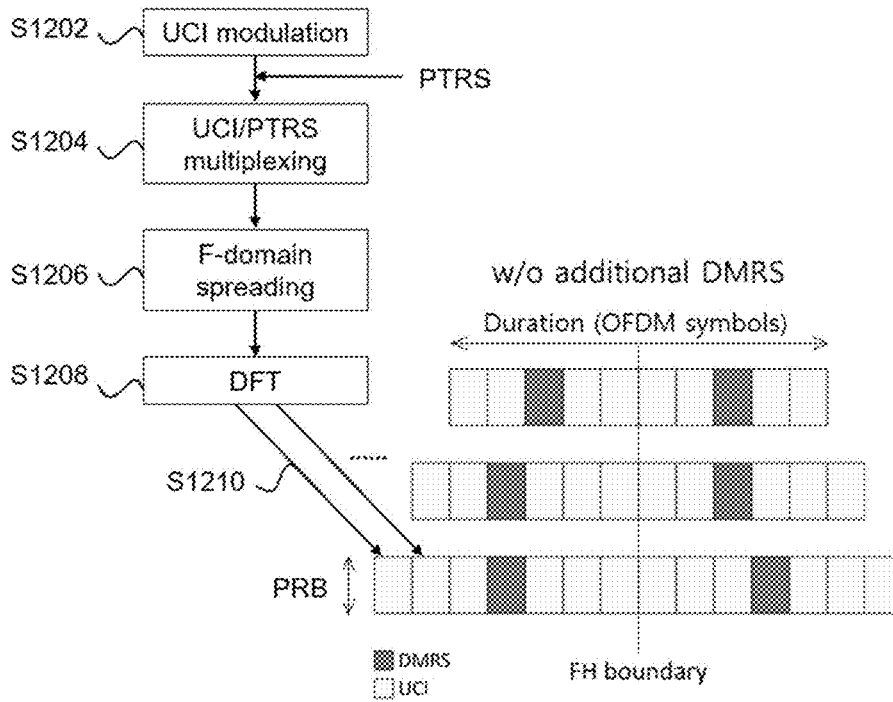 S1202
UCI modulation
PTRS
S1204
UCI/PTRS
multiplexing
S1206
F-domain
spreading
w/o additional DMRS
Duration (OFDM symbols)
S1208
DFT
S1210
PRB
DMRS
UCI
FH boundary